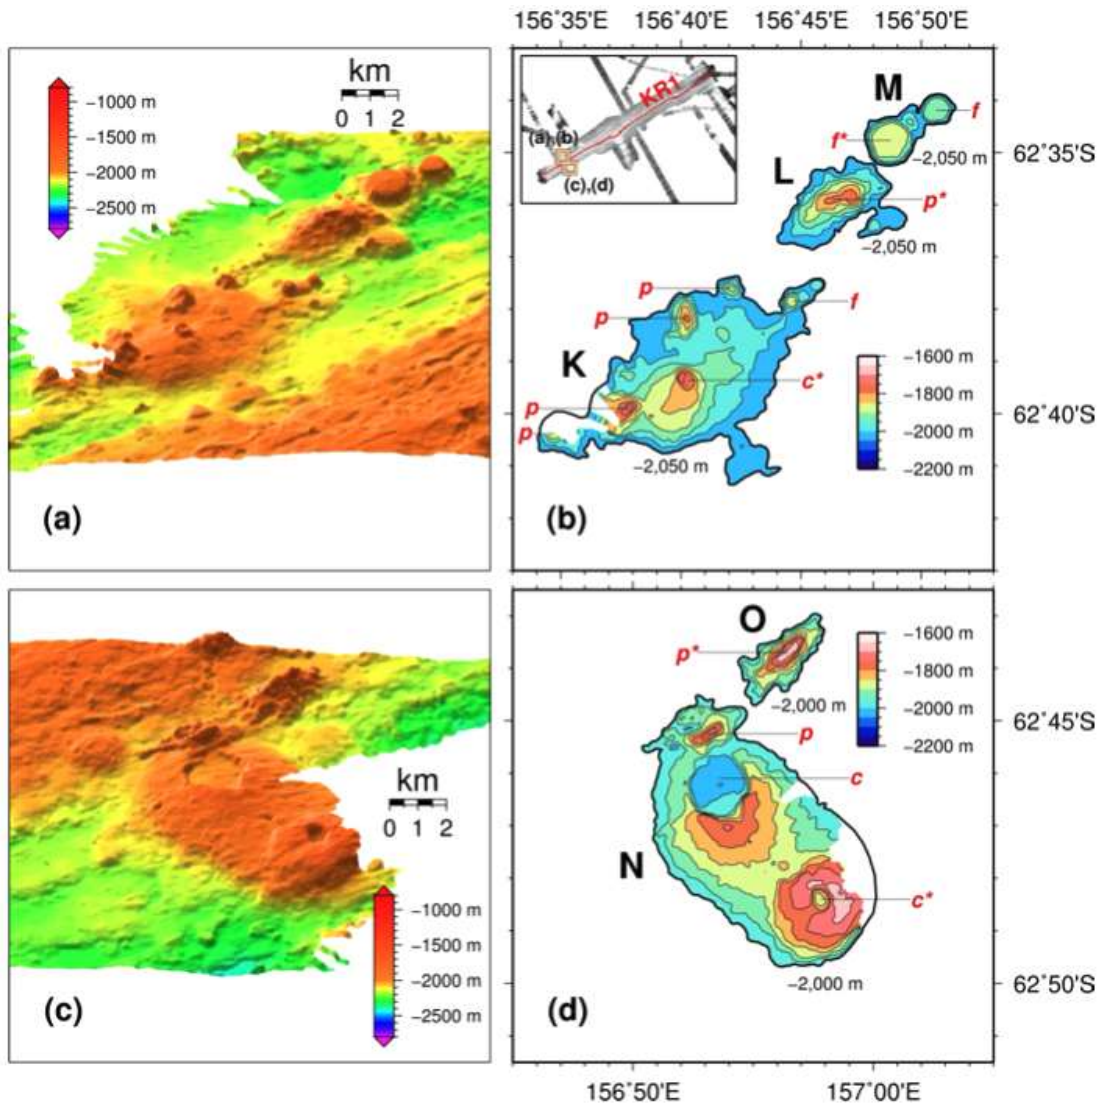 156°35'E 156°40'E 156°45'E 156°50'E
km
0 1 2
−1000 m
−1500 m
−2000 m
−2500 m
(a)
KR1
(a),(b)
(c),(d)
M
f
f*
−2,050 m
62°35'S
L
p*
−2,050 m
p
p
f
K
c*
p
p
−2,050 m
−1600 m
−1800 m
−2000 m
−2200 m
62°40'S
(b)
km
0 1 2
−1000 m
−1500 m
−2000 m
−2500 m
(c)
O
p*
−2,000 m
−1600 m
−1800 m
−2000 m
−2200 m
62°45'S
p
c
N
c*
−2,000 m
62°50'S
(d)
156°50'E 157°00'E